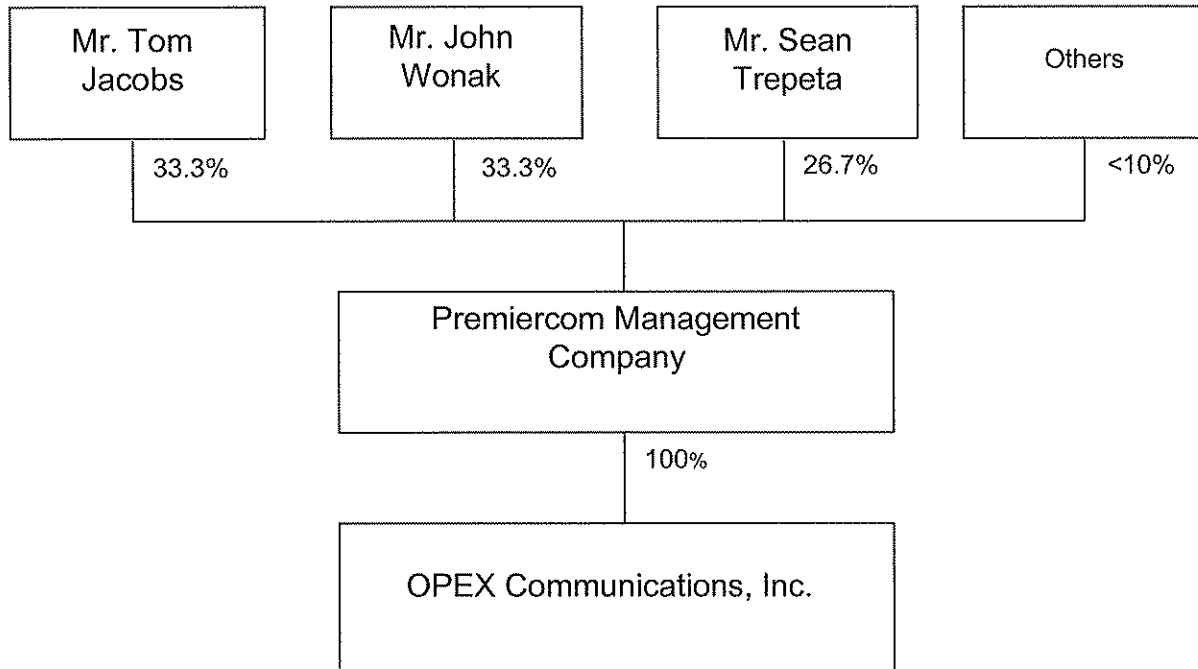 Mr. Tom
Jacobs
Mr. John
Wonak
Mr. Sean
Trepeta
Others
33.3%
33.3%
26.7%
<10%
Premiercom Management
Company
100%
OPEX Communications, Inc.